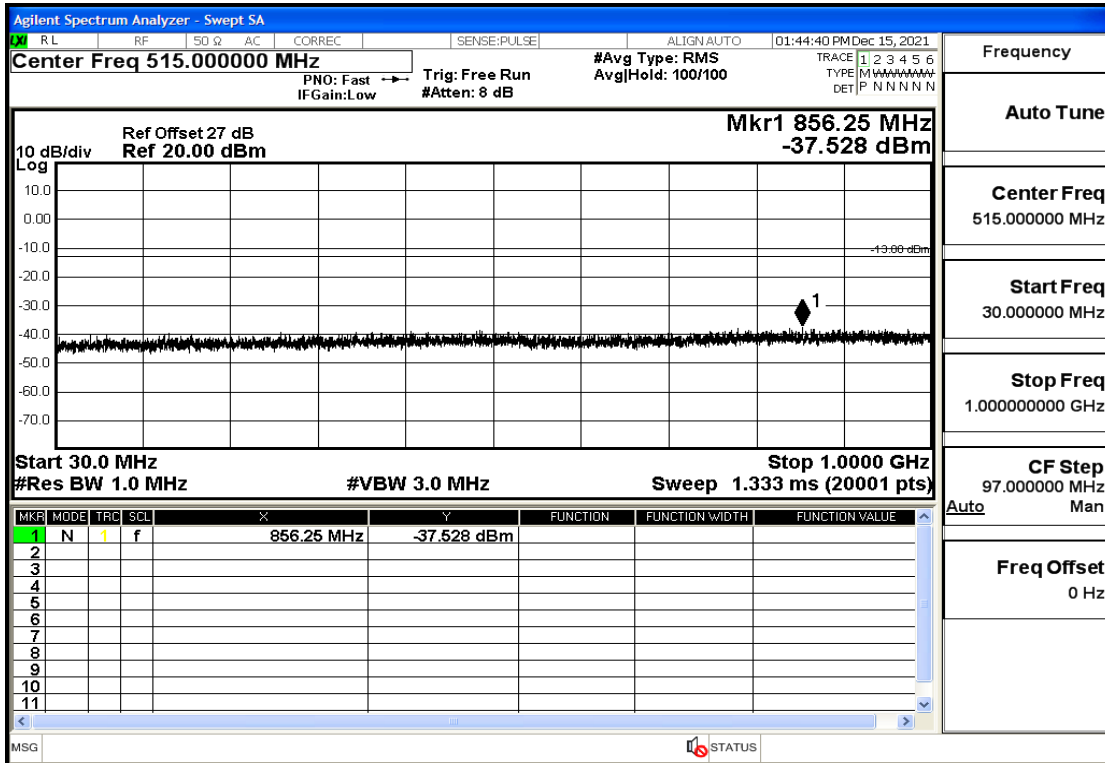 Agilent Spectrum Analyzer - Swept SA
LXI RL RF 50 Ω AC CORREC SENSE:PULSE ALIGN AUTO 01:44:40 PM Dec 15, 2021
Center Freq 515.000000 MHz
PNO: Fast
IFGain:Low
Trig: Free Run
#Atten: 8 dB
#Avg Type: RMS
Avg|Hold: 100/100
TRACE 1 2 3 4 5 6
TYPE M WWWWW
DET P N N N N N
Mkr1 856.25 MHz
-37.528 dBm
Ref Offset 27 dB
10 dB/div Ref 20.00 dBm
Log
10.0
0.00
-10.0
-13.00 dBm
-20.0
-30.0
1
-40.0
-50.0
-60.0
-70.0
Start 30.0 MHz Stop 1.0000 GHz
#Res BW 1.0 MHz #VBW 3.0 MHz Sweep 1.333 ms (20001 pts)
MKR MODE TRC SCL X Y FUNCTION FUNCTION WIDTH FUNCTION VALUE
1 N 1 f 856.25 MHz -37.528 dBm
2
3
4
5
6
7
8
9
10
11
MSG STATUS
Frequency
Auto Tune
Center Freq
515.000000 MHz
Start Freq
30.000000 MHz
Stop Freq
1.000000000 GHz
CF Step
97.000000 MHz
Auto Man
Freq Offset
0 Hz